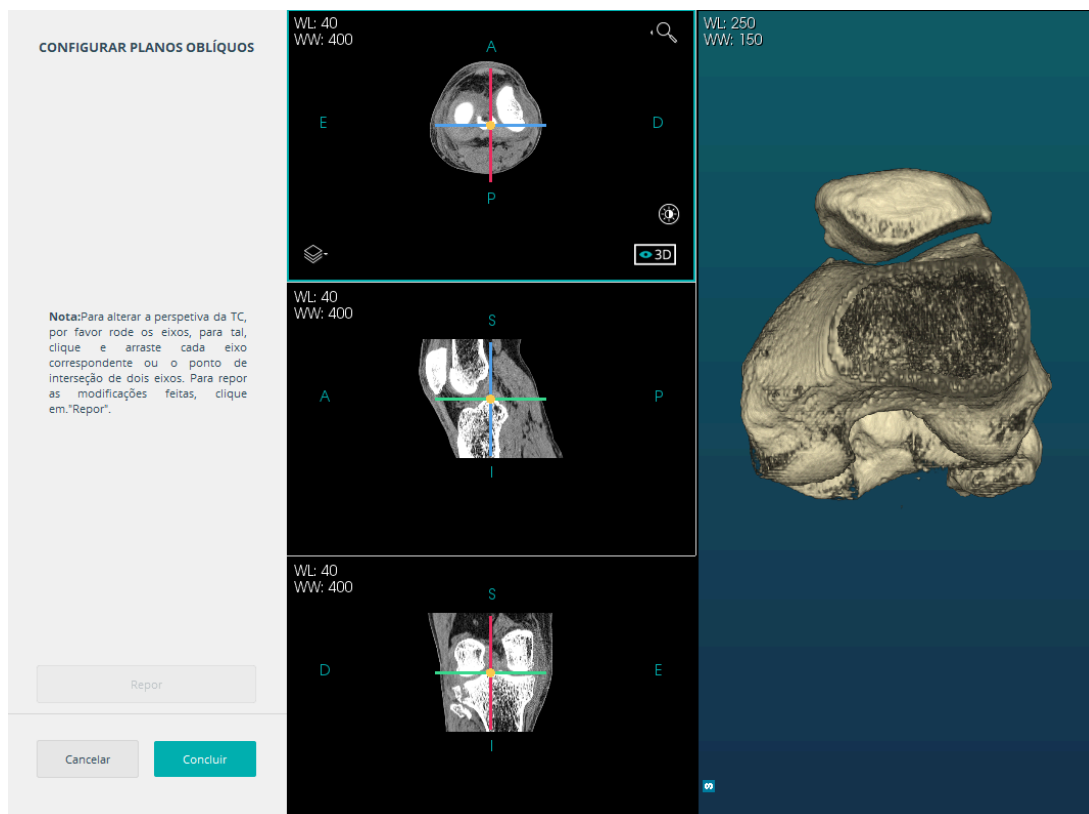 CONFIGURAR PLANOS OBLÍQUOS
Nota:Para alterar a perspetiva da TC,
por favor rode os eixos, para tal,
clique e arraste cada eixo
correspondente ou o ponto de
interseção de dois eixos. Para repor
as modificações feitas, clique
em."Repor".
Repor
Cancelar
Concluir
WL: 40
WW: 400
A
E
D
P
3D
WL: 40
WW: 400
S
A
P
I
WL: 40
WW: 400
S
D
E
I
WL: 250
WW: 150